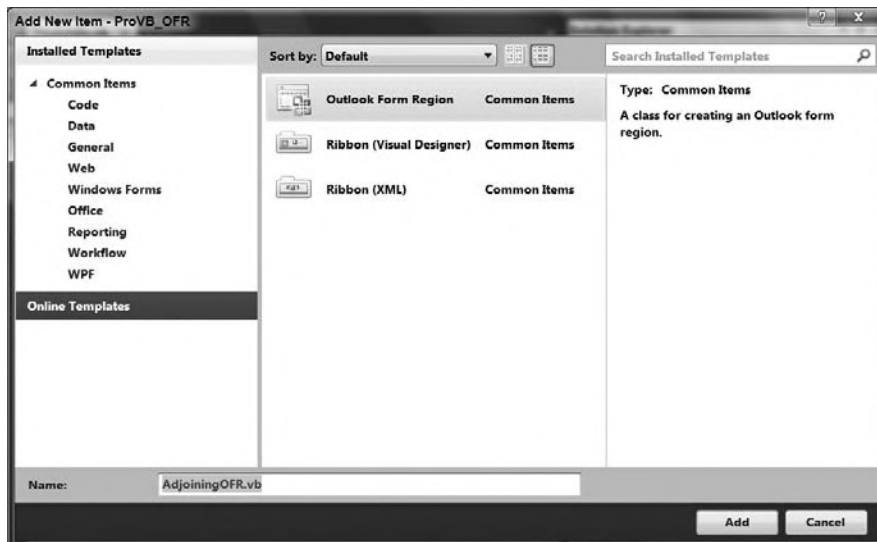 Add New Item - ProVB_OFR
Installed Templates
Common Items
Code
Data
General
Web
Windows Forms
Office
Reporting
Workflow
WPF
Online Templates
Sort by: Default
Outlook Form Region Common Items
Ribbon (Visual Designer) Common Items
Ribbon (XML) Common Items
Search Installed Templates
Type: Common Items
A class for creating an Outlook form
region.
Name: AdjoiningOFR.vb
Add Cancel